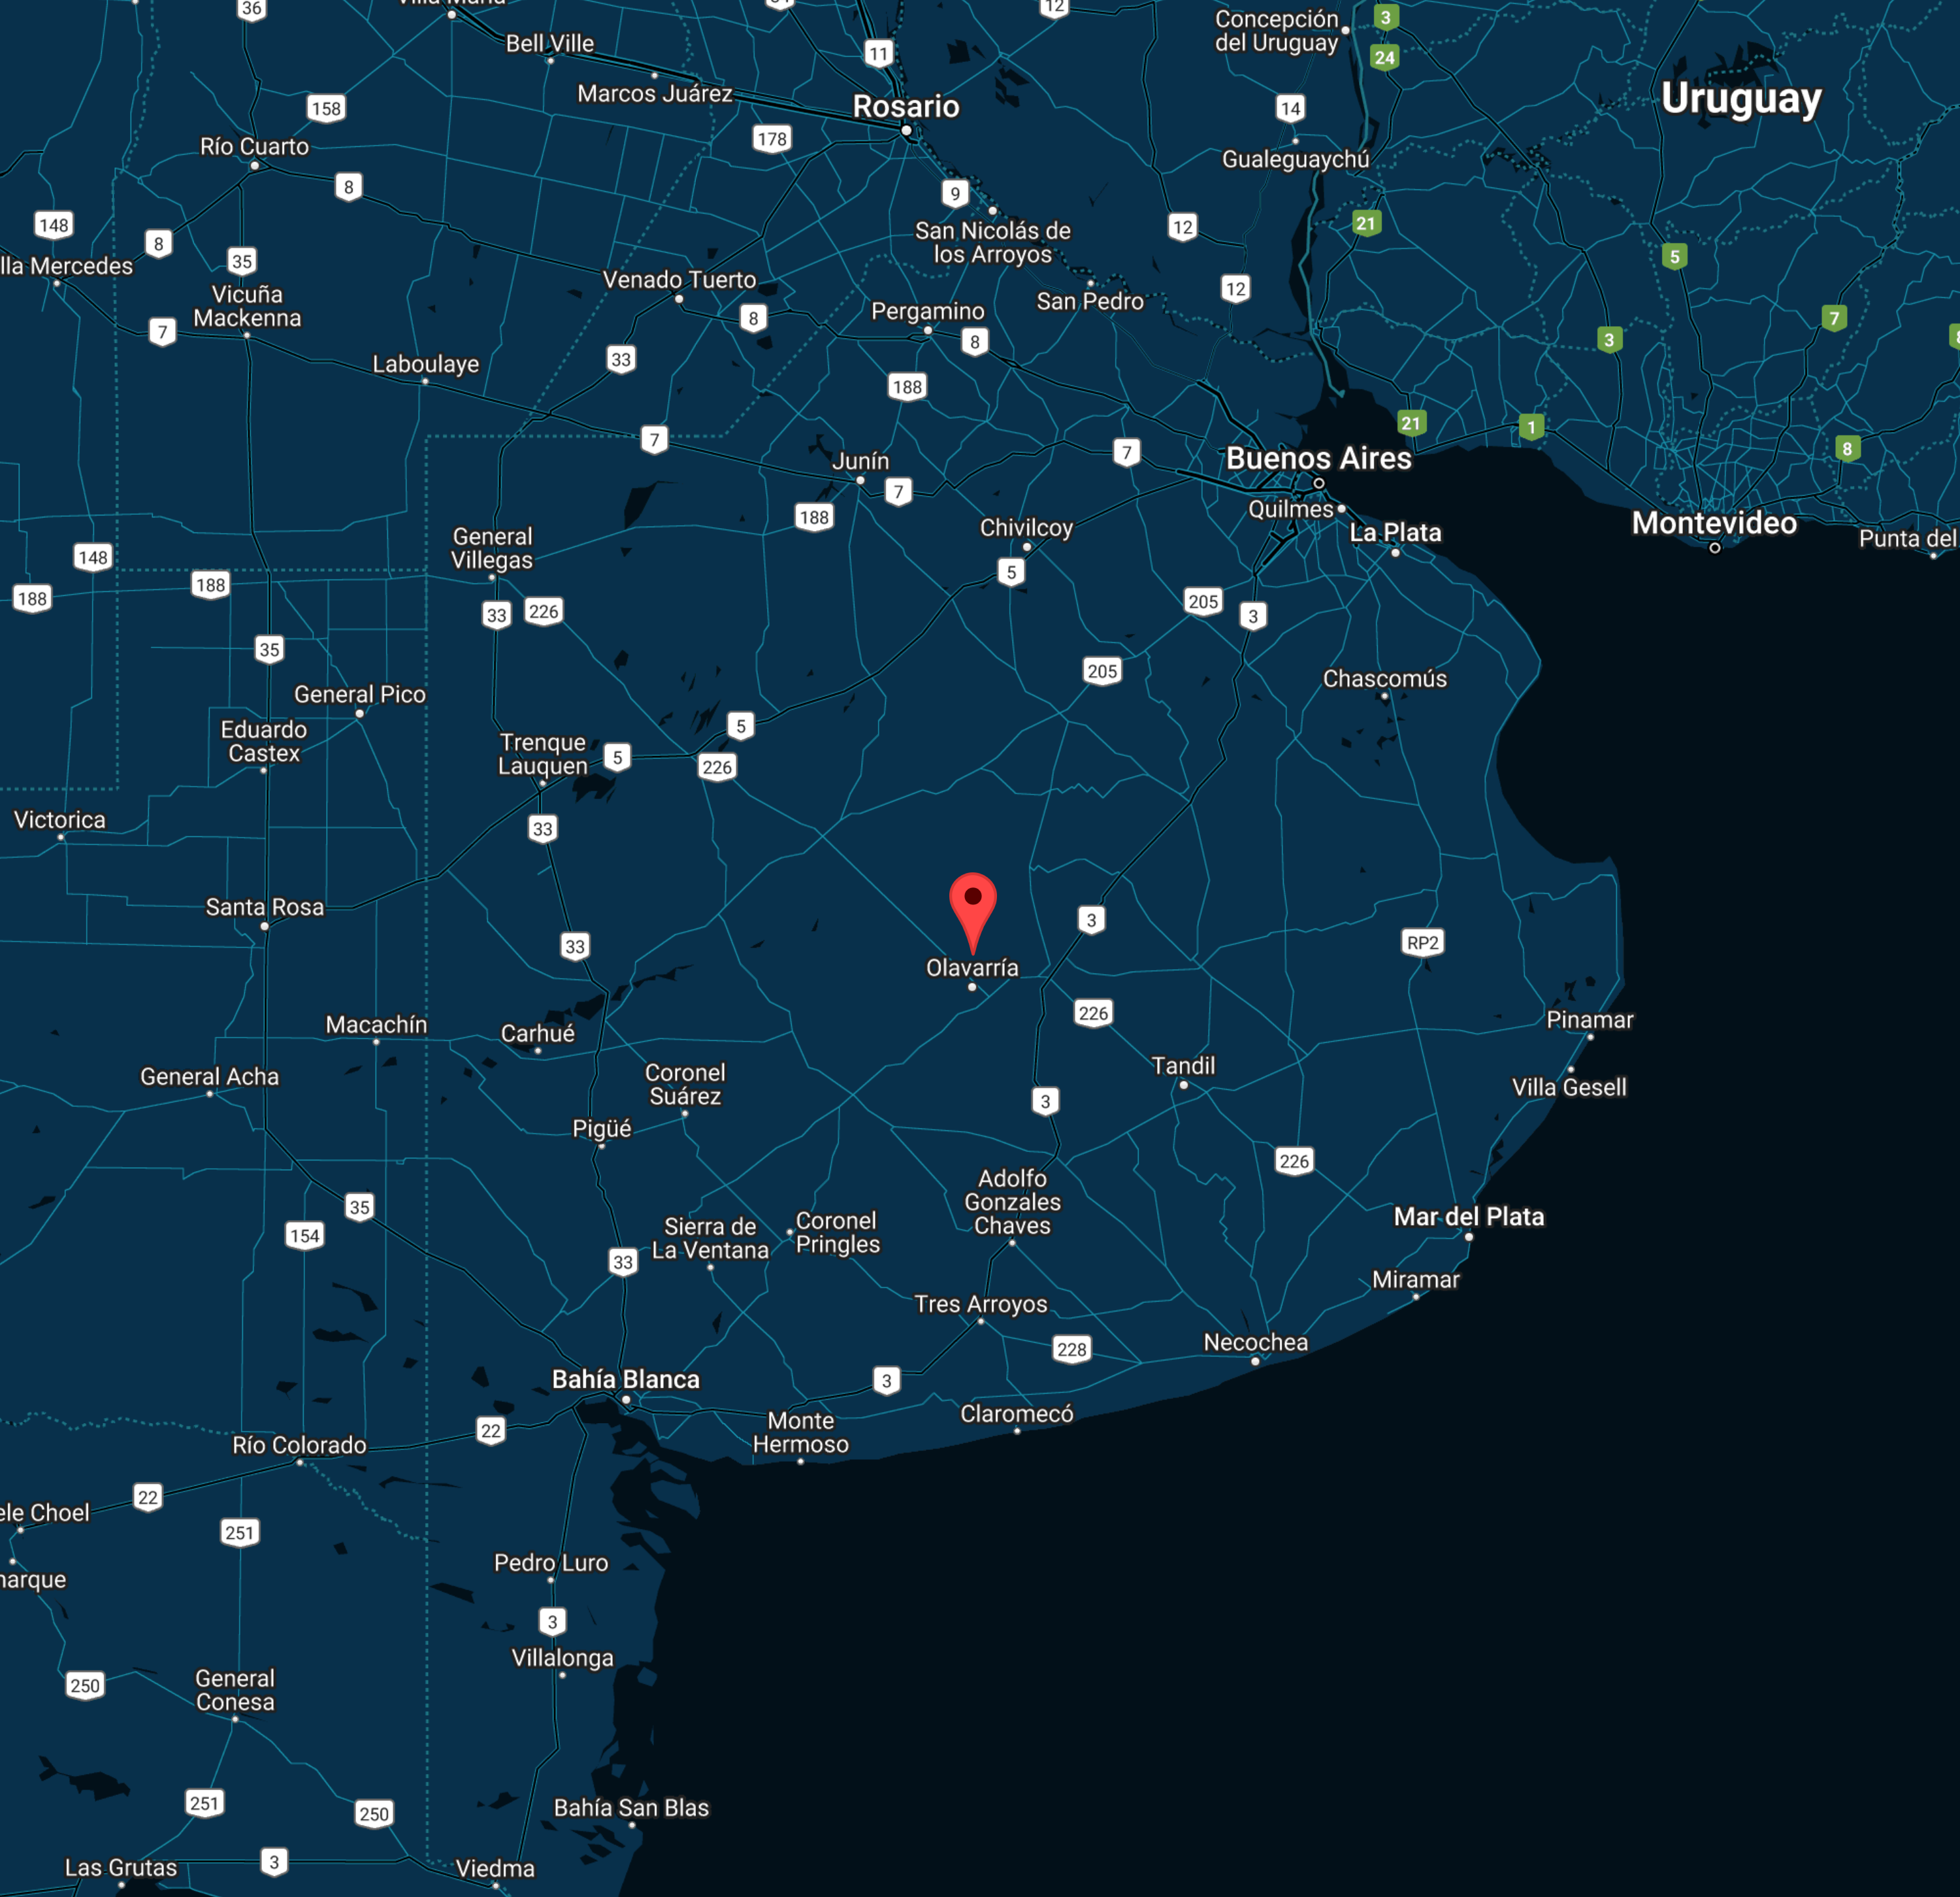 36
12
Concepción
del Uruguay
3
24
Bell Ville
11
Marcos Juárez
Rosario
Uruguay
158
178
14
Río Cuarto
Gualeguaychú
8
9
148
8
35
San Nicolás de
los Arroyos
12
21
5
lla Mercedes
Venado Tuerto
12
San Pedro
Vicuña
Mackenna
7
8
Pergamino
8
7
3
33
Laboulaye
188
7
21
1
8
7
Junín
7
Buenos Aires
188
Quilmes
Chivilcoy
La Plata
Montevideo
Punta del
General
Villegas
148
5
188
188
33
226
205
3
35
205
Chascomús
General Pico
Eduardo
Castex
Trenque
Lauquen
5
5
226
Victorica
33
Santa Rosa
3
33
RP2
Olavarría
226
Pinamar
Macachín
Carhué
Tandil
General Acha
Coronel
Suárez
Villa Gesell
3
Pigüé
226
Adolfo
Gonzales
Chaves
35
154
Mar del Plata
Coronel
Pringles
Sierra de
La Ventana
33
Miramar
Tres Arroyos
228
Necochea
Bahía Blanca
3
Claromecó
22
Monte
Hermoso
Río Colorado
22
ele Choel
251
Pedro Luro
arque
3
Villalonga
250
General
Conesa
251
250
Bahía San Blas
3
Las Grutas
Viedma